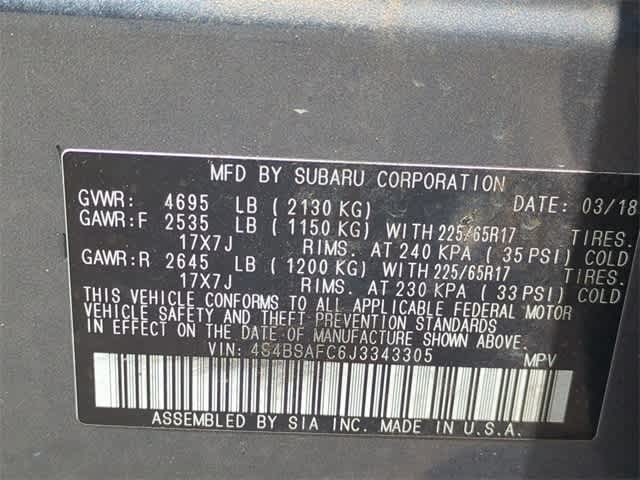 MFD BY SUBARU CORPORATION
GVWR: 4695 LB ( 2130 KG) DATE: 03/18
GAWR:F 2535 LB ( 1150 KG) WITH 225/65R17 TIRES.
17X7J RIMS. AT 240 KPA ( 35 PSI) COLD
GAWR:R 2645 LB ( 1200 KG) WITH 225/65R17 TIRES.
17X7J RIMS. AT 230 KPA ( 33 PSI) COLD
THIS VEHICLE CONFORMS TO ALL APPLICABLE FEDERAL MOTOR
VEHICLE SAFETY AND THEFT PREVENTION STANDARDS
IN EFFECT ON THE DATE OF MANUFACTURE SHOWN ABOVE.
VIN: 4S4BSAFC6J3343305 MPV
ASSEMBLED BY SIA INC. MADE IN U.S.A.